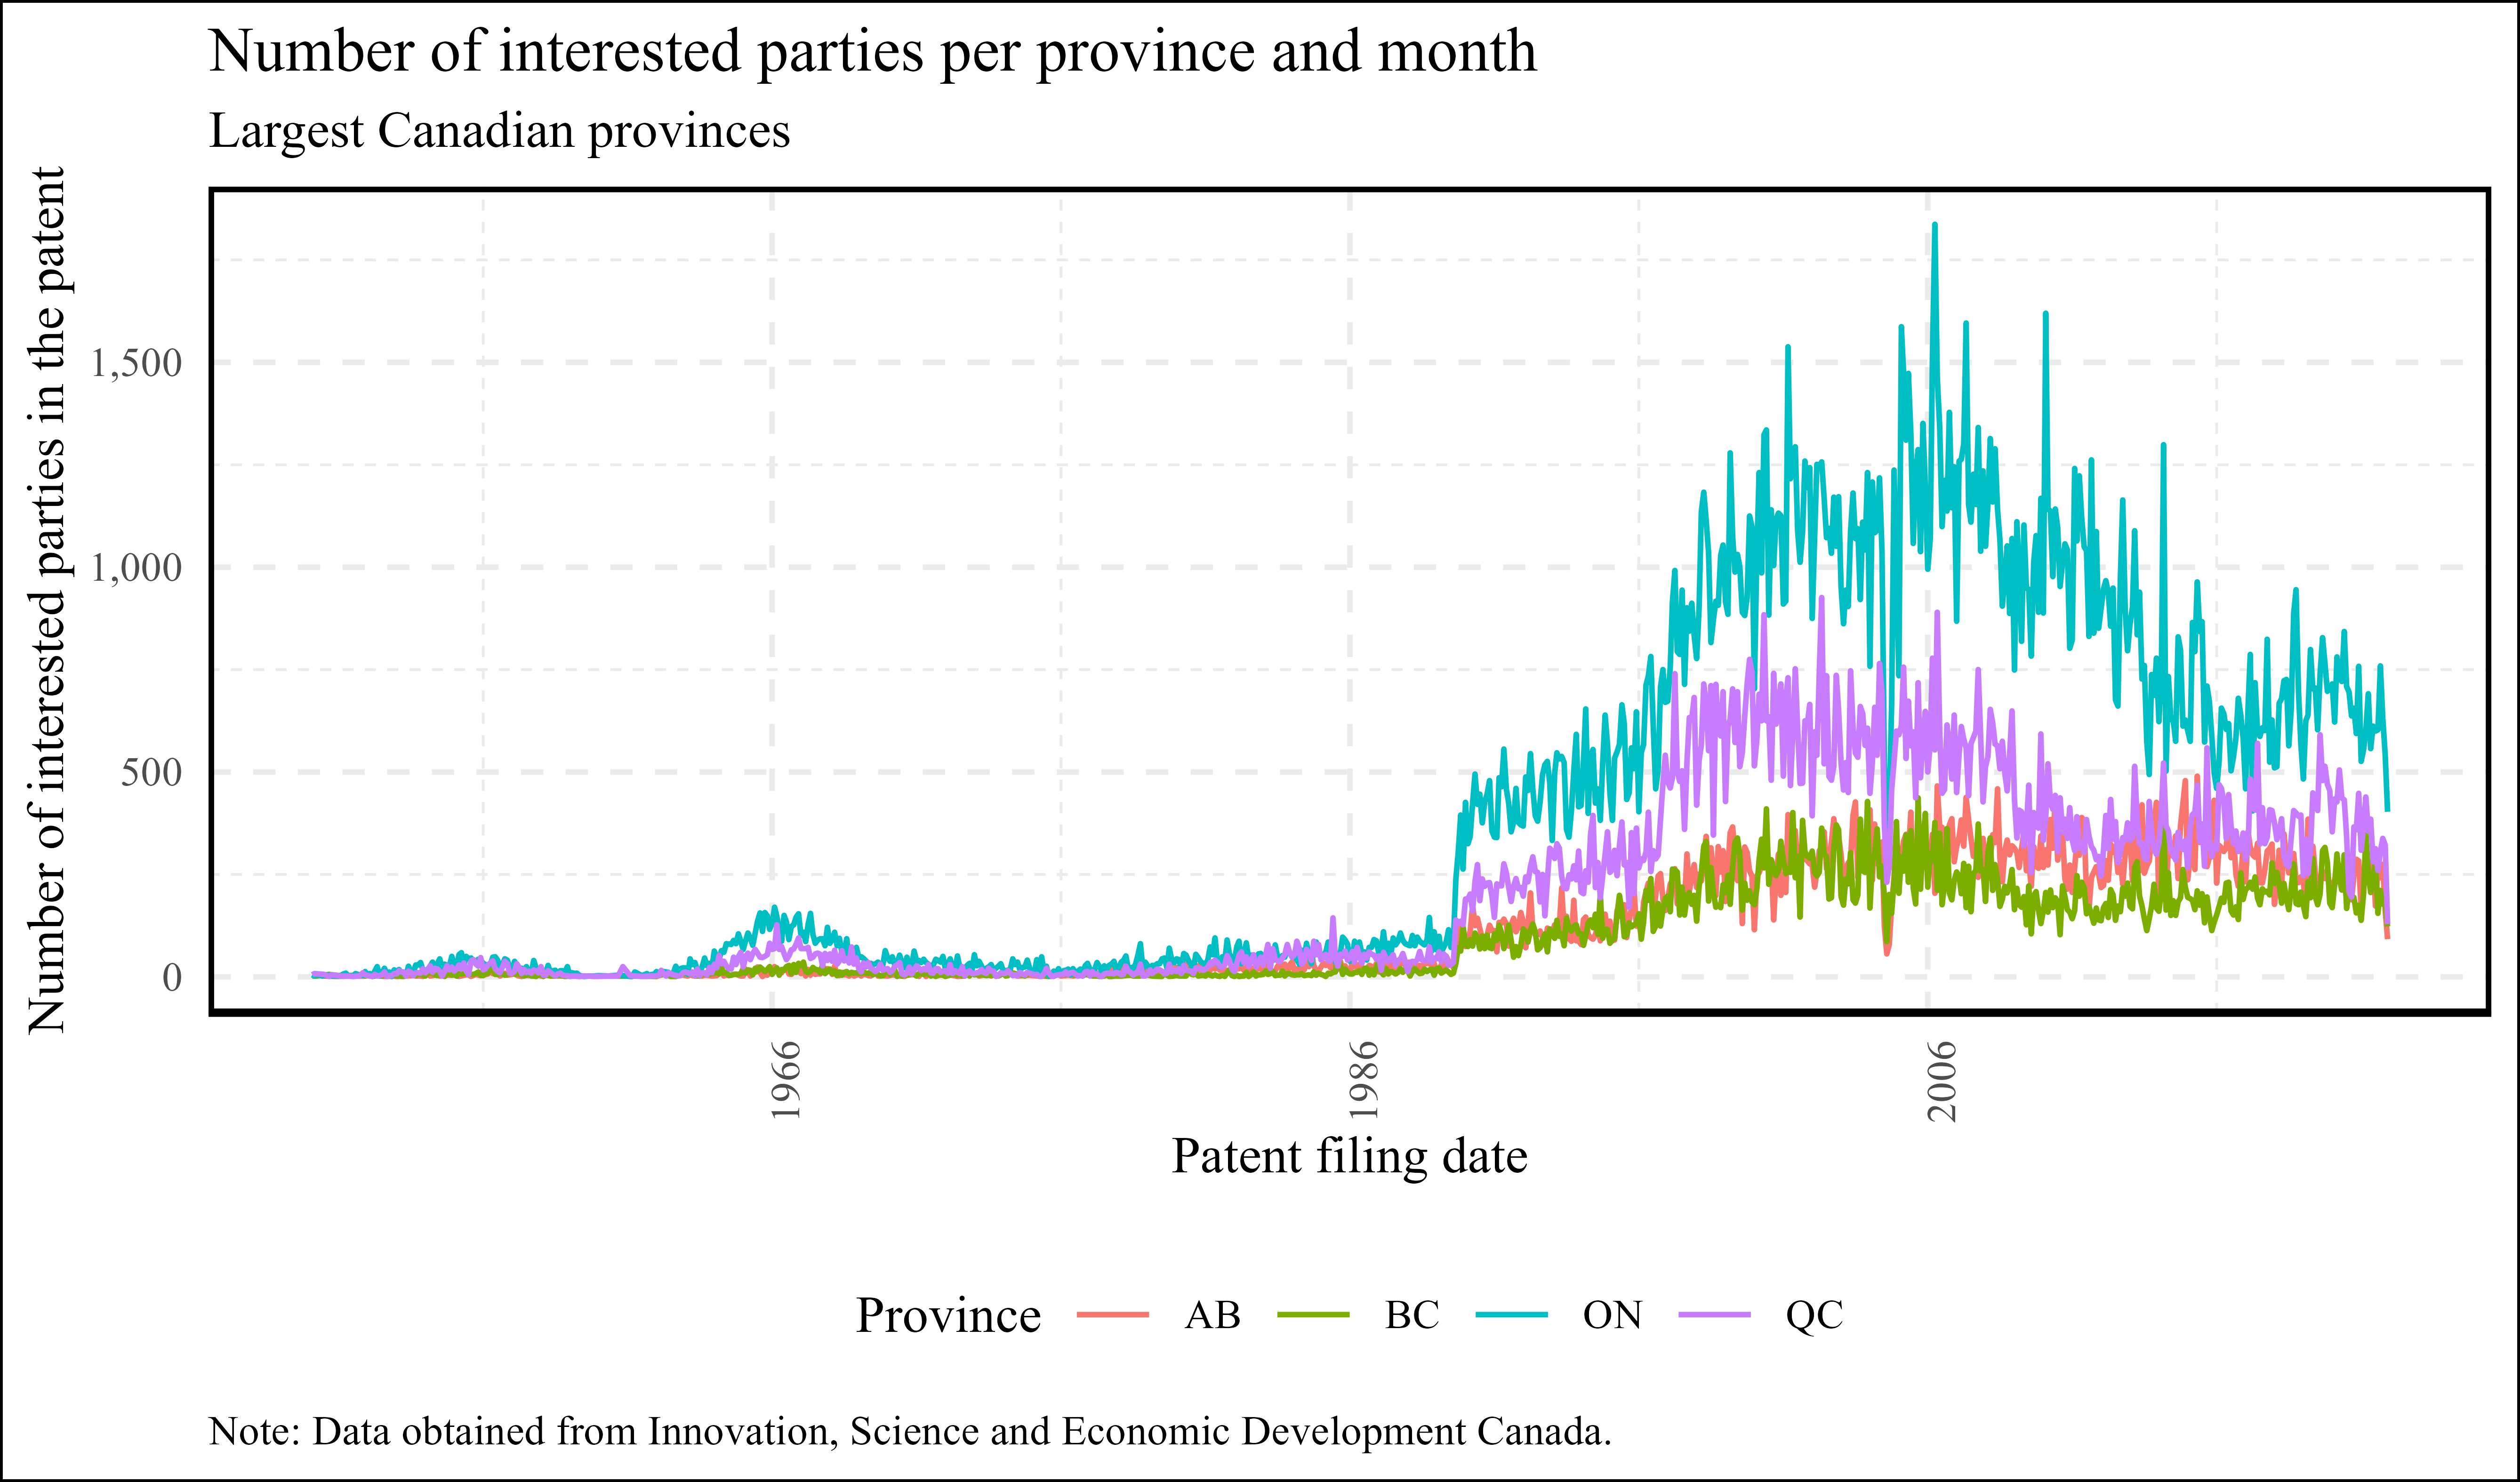 Number of interested parties per province and month
Largest Canadian provinces
Number of interested parties in the patent
1,500
1,000
500
0
1966
1986
2006
Patent filing date
Province AB BC ON QC
Note: Data obtained from Innovation, Science and Economic Development Canada.